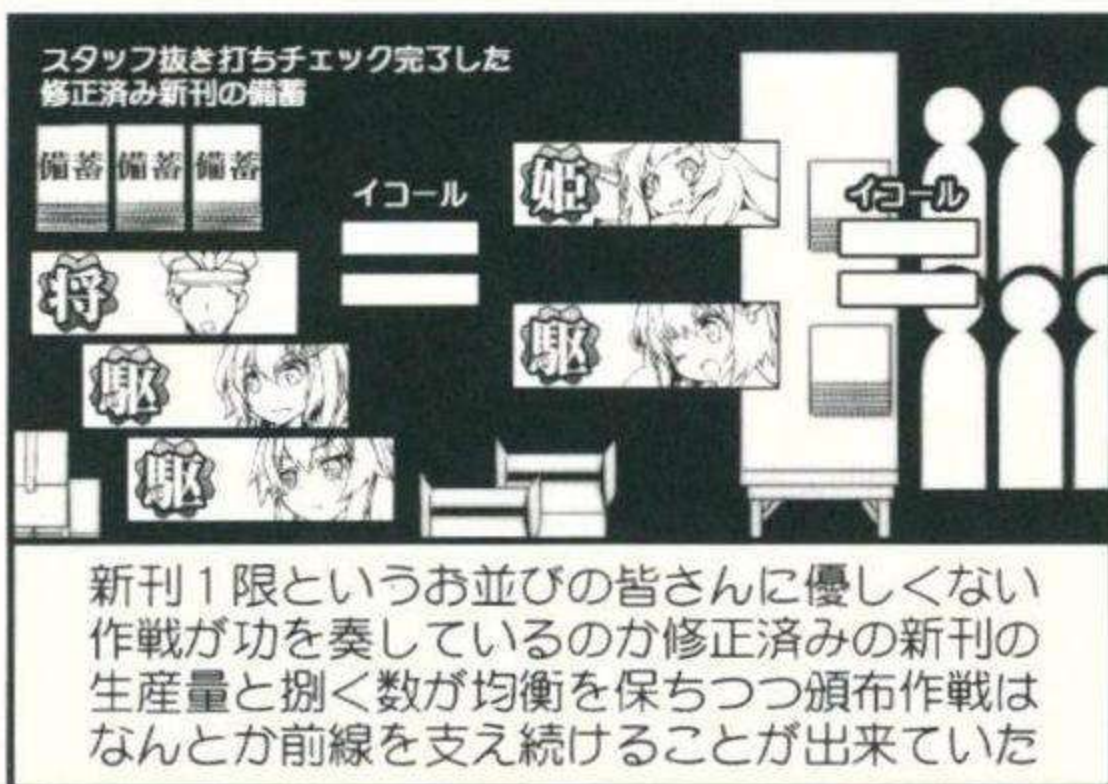 スタッフ抜き打ちチェック完了した
修正済み新刊の備蓄
備蓄
備蓄
備蓄
イコール
姫
イコール
将
駆
駆
駆
新刊１限というお並びの皆さんに優しくない
作戦が功を奏しているのか修正済みの新刊の
生産量と捌く数が均衡を保ちつつ頒布作戦は
なんとか前線を支え続けることが出来ていた